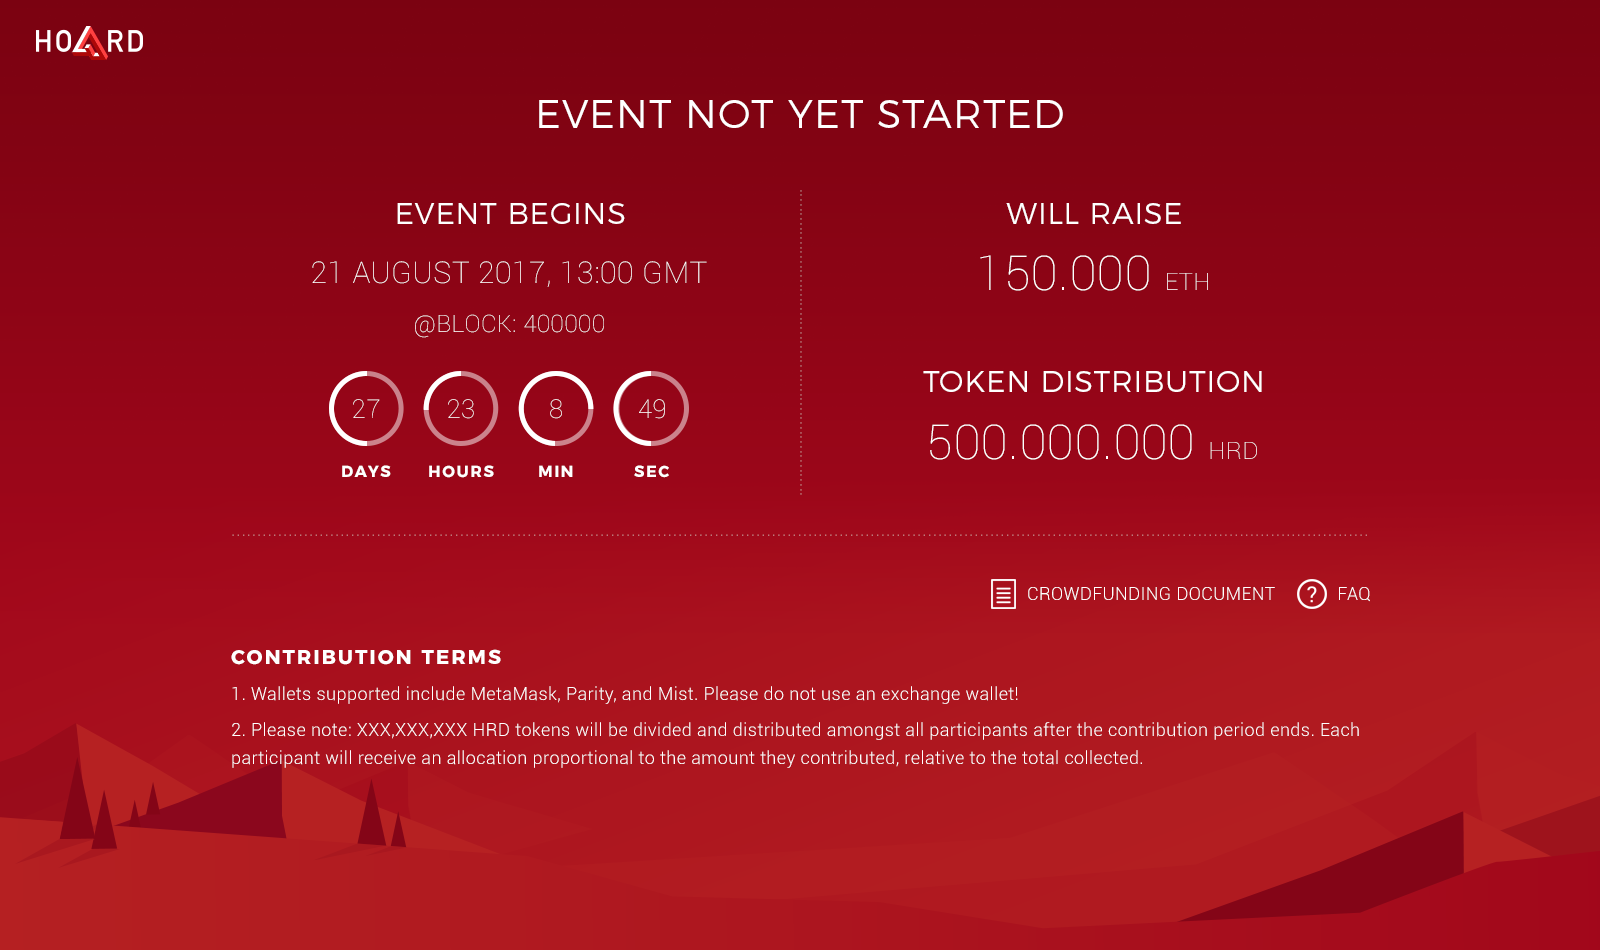 HOARD
EVENT NOT YET STARTED
EVENT BEGINS
21 AUGUST 2017, 13:00 GMT
@BLOCK: 400000
27 23 8 49
DAYS HOURS MIN SEC
WILL RAISE
150.000 ETH
TOKEN DISTRIBUTION
500.000.000 HRD
CROWDFUNDING DOCUMENT ? FAQ
CONTRIBUTION TERMS
1. Wallets supported include MetaMask, Parity, and Mist. Please do not use an exchange wallet!
2. Please note: XXX,XXX,XXX HRD tokens will be divided and distributed amongst all participants after the contribution period ends. Each
participant will receive an allocation proportional to the amount they contributed, relative to the total collected.